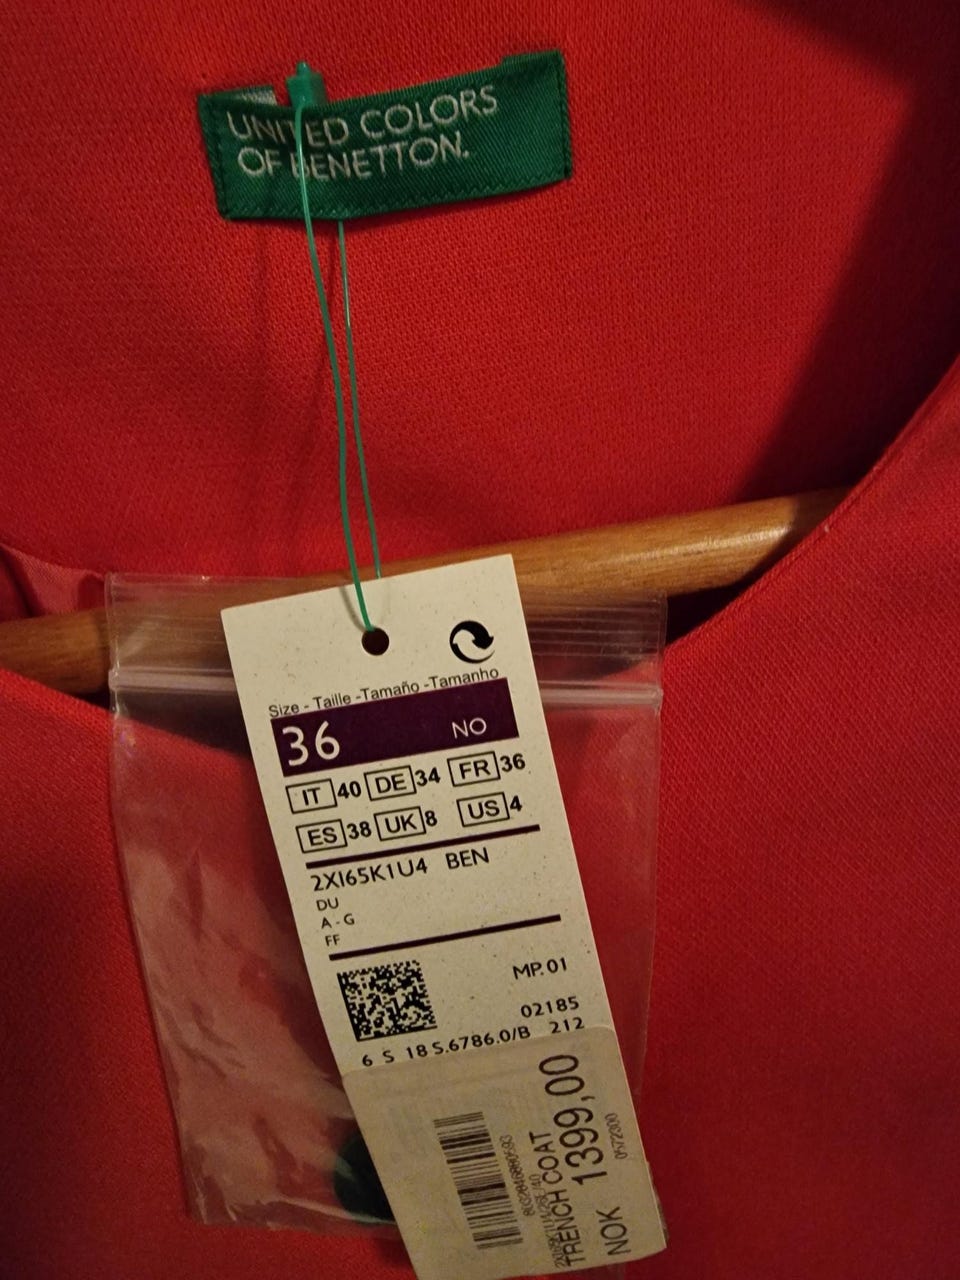 UNITED COLORS
OF BENETTON.
Size - Taille -Tamaño -Tamanho
36 NO
IT 40 DE 34 FR 36
ES 38 UK 8 US 4
2XI65K1U4 BEN
DU
A - G
FF
MP.01
02185
6 S 18 S.6786.0/B 212
TRENCH COAT
NOK 1399,00